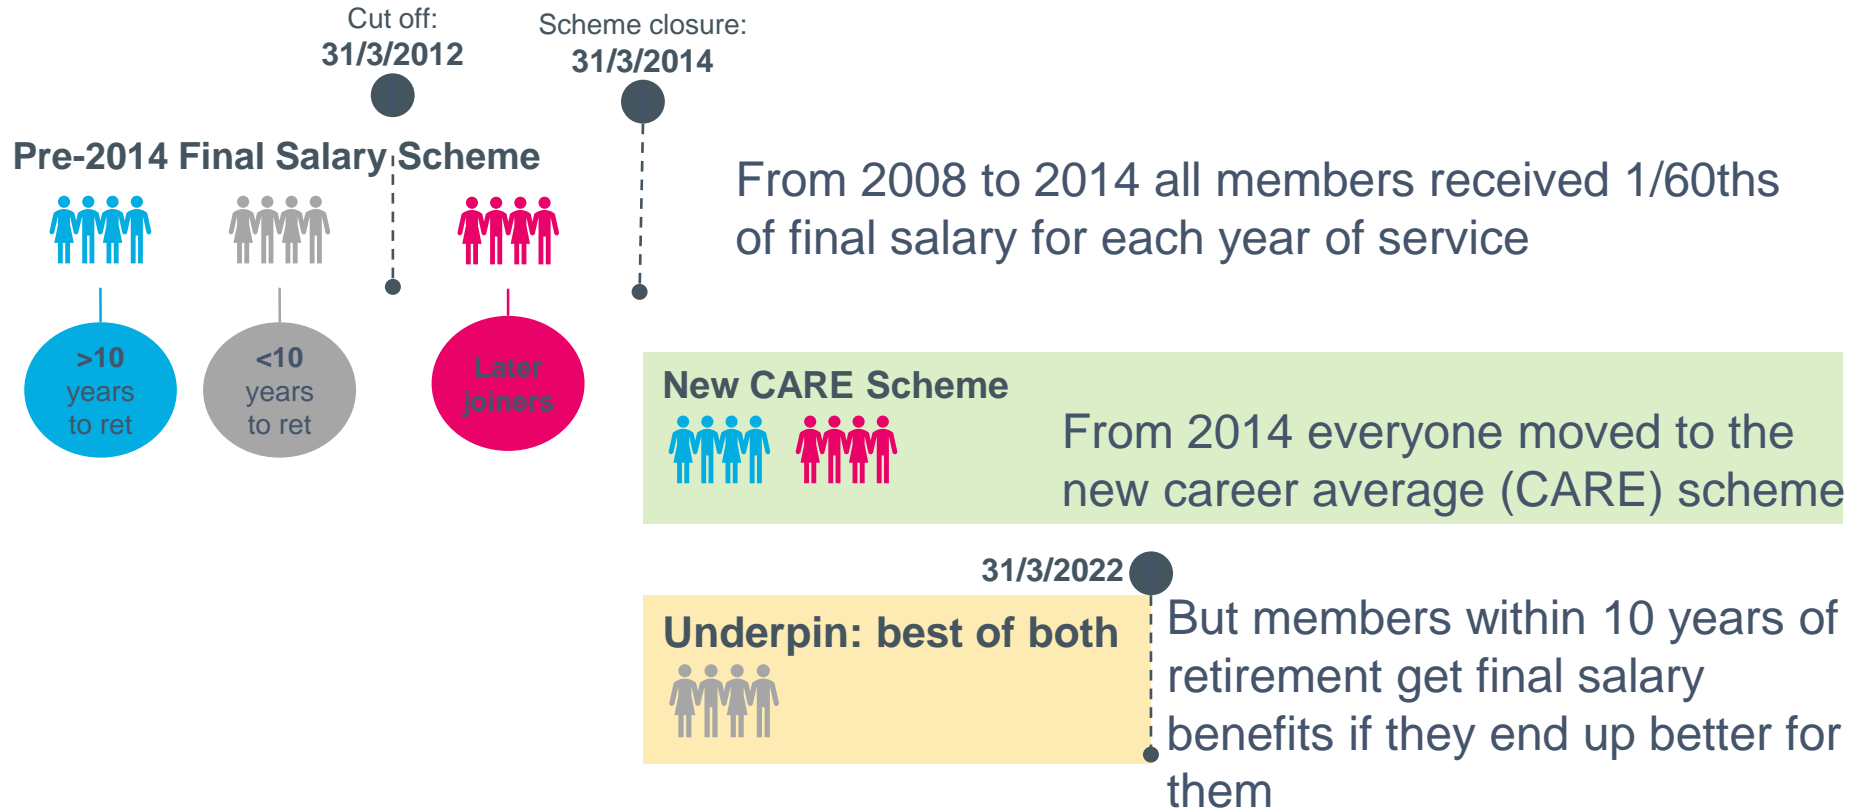 Cut off:
31/3/2012
Scheme closure:
31/3/2014
Pre-2014 Final Salary Scheme
From 2008 to 2014 all members received 1/60ths
of final salary for each year of service
>10
years
to ret
<10
years
to ret
Later
joiners
New CARE Scheme
From 2014 everyone moved to the
new career average (CARE) scheme
31/3/2022
Underpin: best of both
But members within 10 years of
retirement get final salary
benefits if they end up better for
them